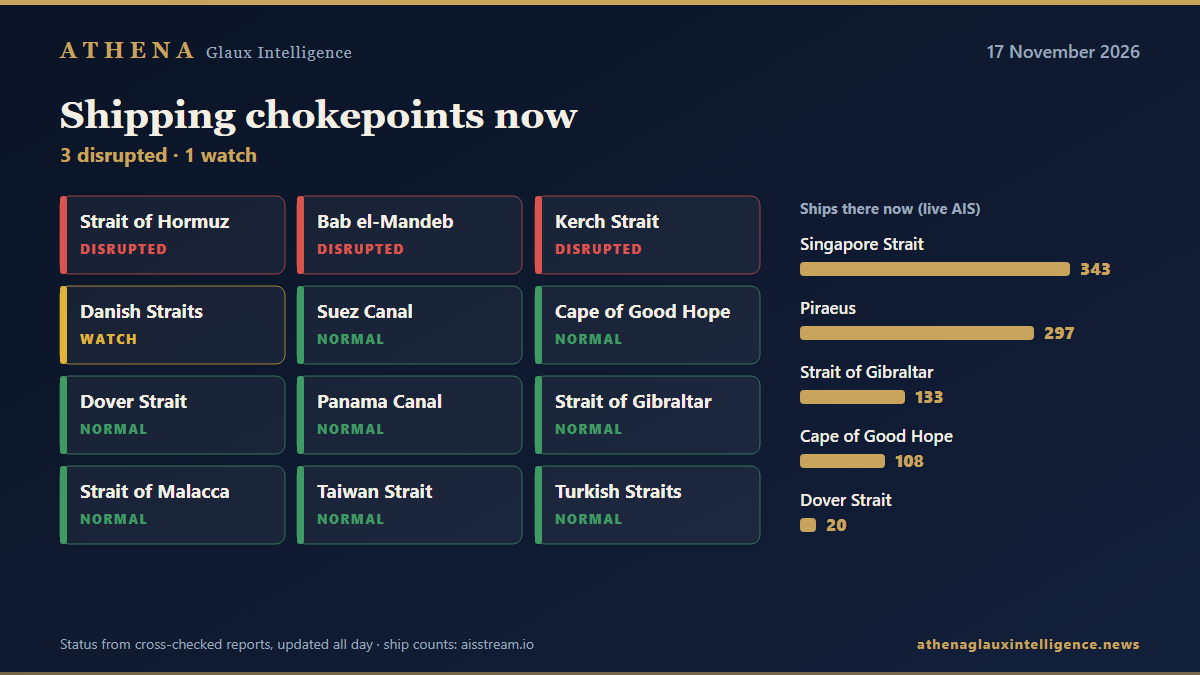 ATHENA Glaux Intelligence
17 November 2026
Shipping chokepoints now
3 disrupted · 1 watch
Strait of Hormuz
DISRUPTED
Bab el-Mandeb
DISRUPTED
Kerch Strait
DISRUPTED
Danish Straits
WATCH
Suez Canal
NORMAL
Cape of Good Hope
NORMAL
Dover Strait
NORMAL
Panama Canal
NORMAL
Strait of Gibraltar
NORMAL
Strait of Malacca
NORMAL
Taiwan Strait
NORMAL
Turkish Straits
NORMAL
Ships there now (live AIS)
Singapore Strait
343
Piraeus
297
Strait of Gibraltar
133
Cape of Good Hope
108
Dover Strait
20
Status from cross-checked reports, updated all day · ship counts: aisstream.io
athenaglauxintelligence.news